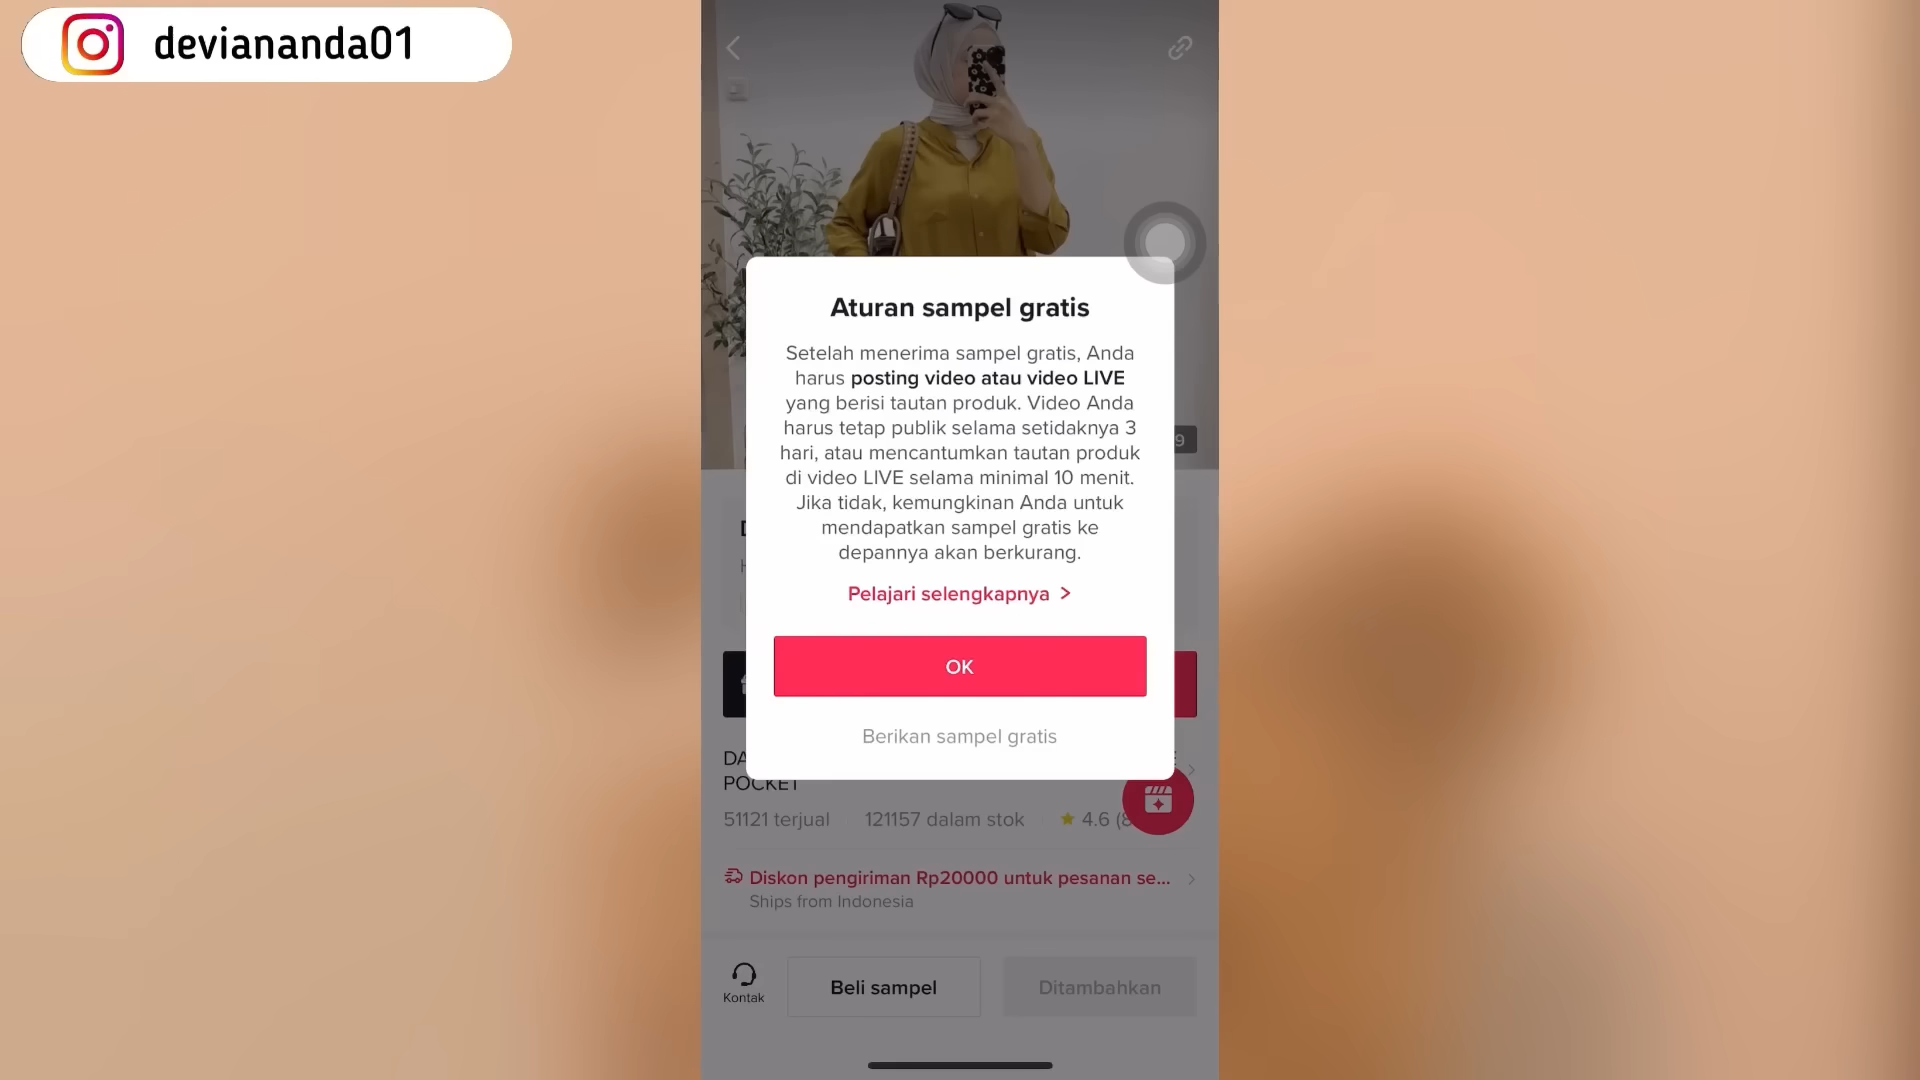 deviananda01
Aturan sampel gratis
Setelah menerima sampel gratis, Anda
harus posting video atau video LIVE
yang berisi tautan produk. Video Anda
harus tetap publik selama setidaknya 3
hari, atau mencantumkan tautan produk
di video LIVE selama minimal 10 menit.
Jika tidak, kemungkinan Anda untuk
mendapatkan sampel gratis ke
depannya akan berkurang.
Pelajari selengkapnya >
OK
Berikan sampel gratis
9
DA
POCKET
51121 terjual 121157 dalam stok 4.6 (8
Diskon pengiriman Rp20000 untuk pesanan se...
Ships from Indonesia
Kontak
Beli sampel
Ditambahkan